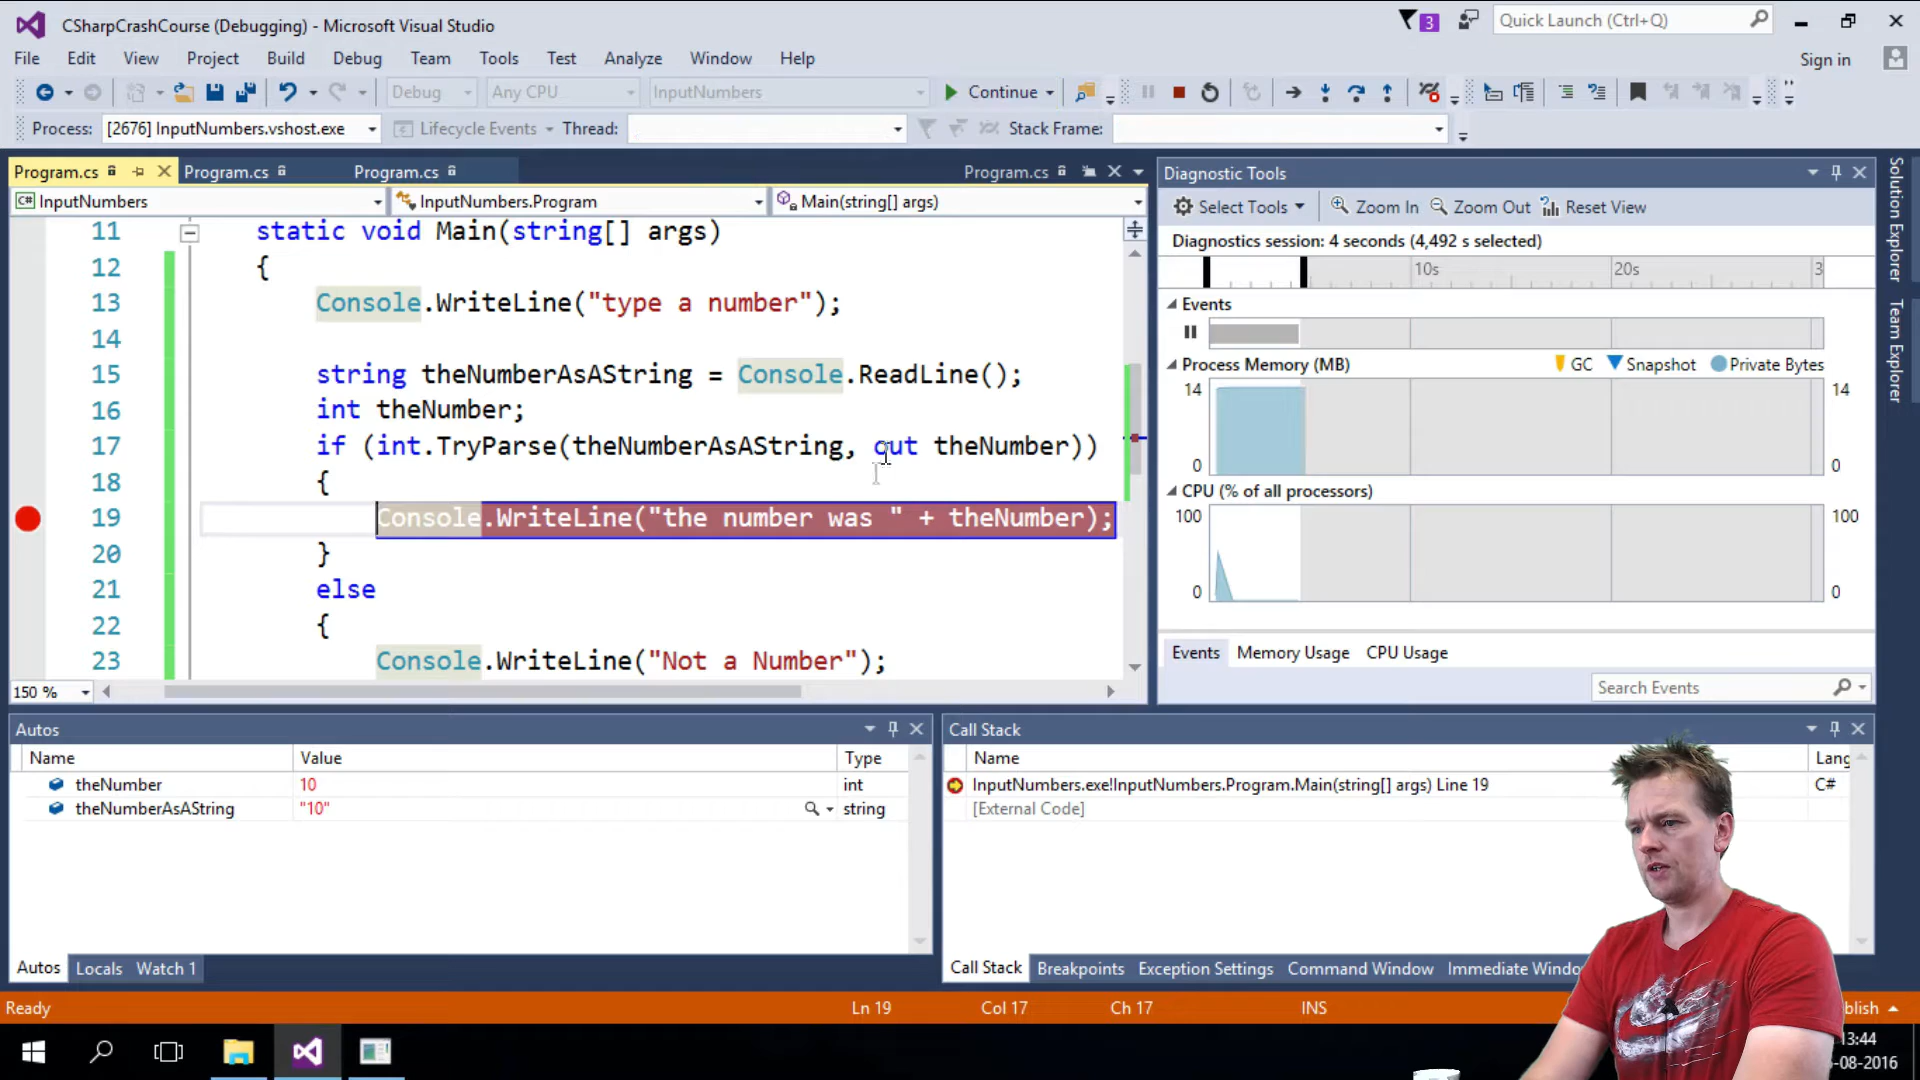 CSharpCrashCourse (Debugging) - Microsoft Visual Studio
3
Quick Launch (Ctrl+Q)
File Edit View Project Build Debug Team Tools Test Analyze Window Help
Sign in
Debug Any CPU InputNumbers Continue
Process: [2676] InputNumbers.vshost.exe Lifecycle Events Thread: Stack Frame:
Program.cs Program.cs Program.cs Program.cs
C# InputNumbers InputNumbers.Program Main(string[] args)
11 static void Main(string[] args)
12 {
13 Console.WriteLine("type a number");
14
15 string theNumberAsAString = Console.ReadLine();
16 int theNumber;
17 if (int.TryParse(theNumberAsAString, out theNumber))
18 {
19 Console.WriteLine("the number was " + theNumber);
20 }
21 else
22 {
23 Console.WriteLine("Not a Number");
150 %
Diagnostic Tools
Select Tools Zoom In Zoom Out Reset View
Diagnostics session: 4 seconds (4,492 s selected)
10s 20s 3
Events
Process Memory (MB) GC Snapshot Private Bytes
14 14
0 0
CPU (% of all processors)
100 100
0 0
Events Memory Usage CPU Usage
Search Events
Solution Explorer
Team Explorer
Autos
Name Value Type
theNumber 10 int
theNumberAsAString "10" string
Autos Locals Watch 1
Call Stack
Name Lang
InputNumbers.exe!InputNumbers.Program.Main(string[] args) Line 19 C#
[External Code]
Call Stack Breakpoints Exception Settings Command Window Immediate Windo
Ready Ln 19 Col 17 Ch 17 INS blish
13:44
-08-2016